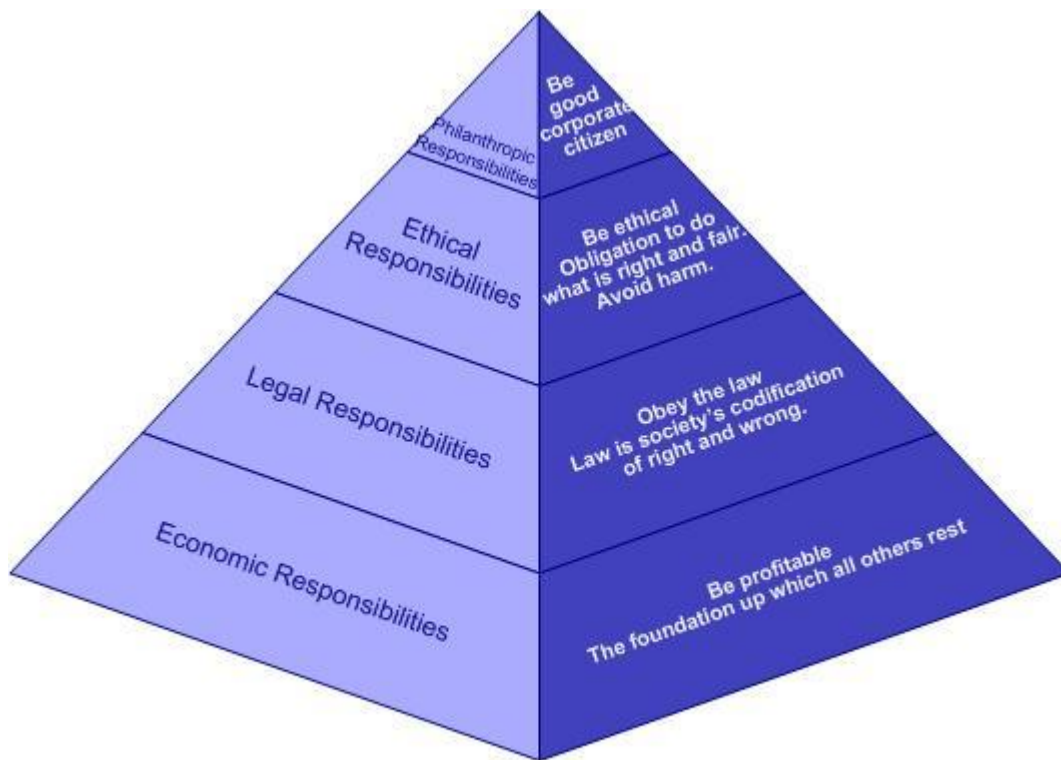 Philanthropic
Responsibilities
Be
good
corporate
citizen
Ethical
Responsibilities
Be ethical
Obligation to do
what is right and fair.
Avoid harm.
Legal Responsibilities
Obey the law
Law is society's codification
of right and wrong.
Economic Responsibilities
Be profitable
The foundation up which all others rest